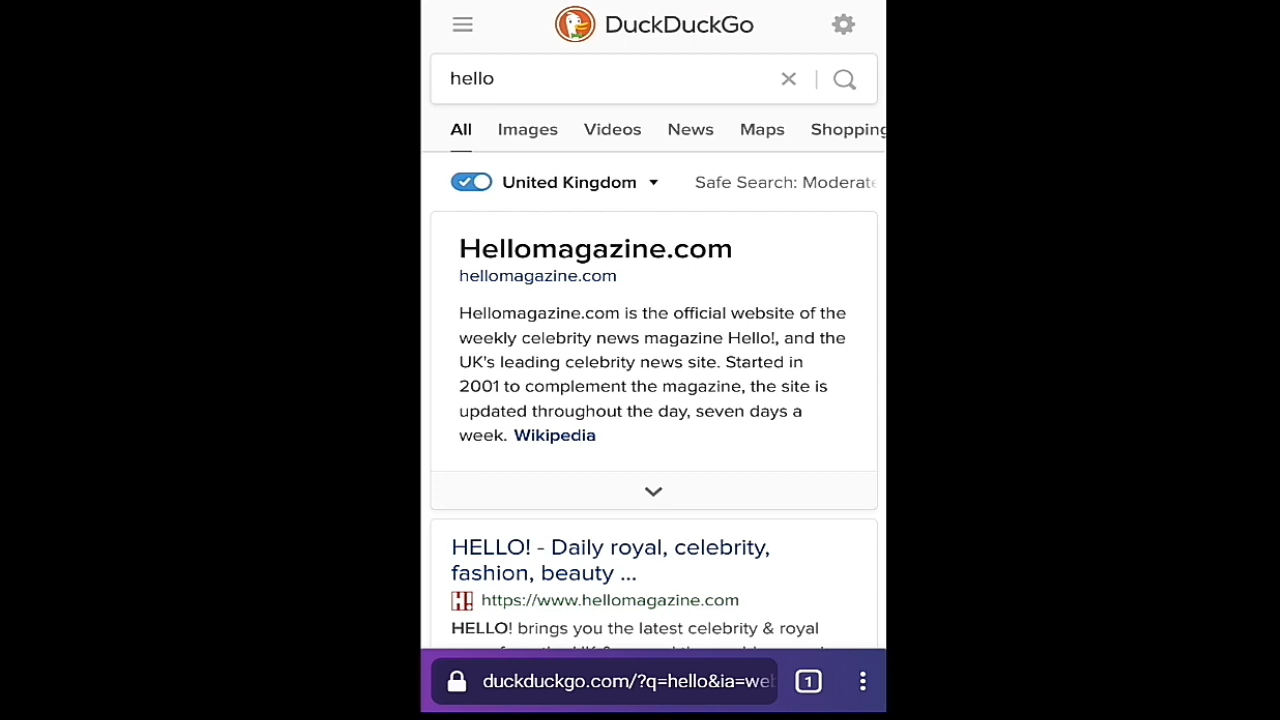 DuckDuckGo
hello
All Images Videos News Maps Shopping
United Kingdom Safe Search: Moderate
Hellomagazine.com
hellomagazine.com
Hellomagazine.com is the official website of the
weekly celebrity news magazine Hello!, and the
UK's leading celebrity news site. Started in
2001 to complement the magazine, the site is
updated throughout the day, seven days a
week. Wikipedia
HELLO! - Daily royal, celebrity,
fashion, beauty ...
H! https://www.hellomagazine.com
HELLO! brings you the latest celebrity & royal
duckduckgo.com/?q=hello&ia=we 1